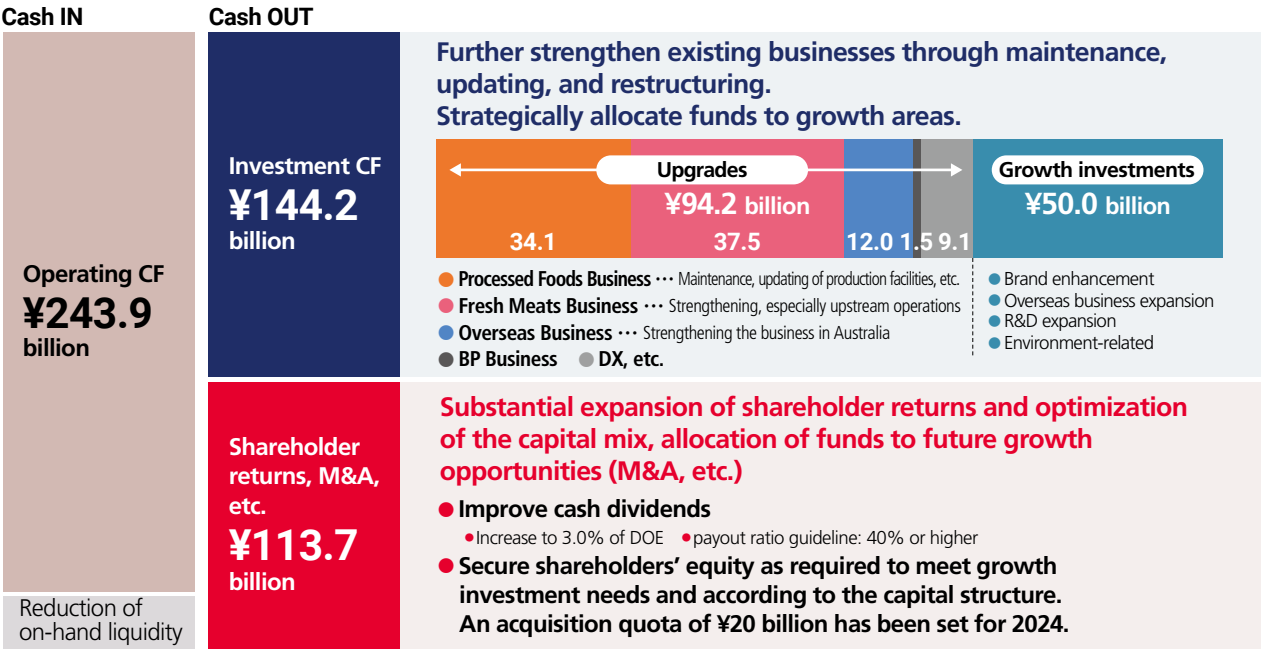 Cash IN
Cash OUT
Operating CF
¥243.9
billion
Reduction of
on-hand liquidity
Investment CF
¥144.2
billion
Further strengthen existing businesses through maintenance,
updating, and restructuring.
Strategically allocate funds to growth areas.
Upgrades
¥94.2 billion
34.1
37.5
12.0
1.5
9.1
Growth investments
¥50.0 billion
Processed Foods Business ··· Maintenance, updating of production facilities, etc.
Fresh Meats Business ··· Strengthening, especially upstream operations
Overseas Business ··· Strengthening the business in Australia
● BP Business ● DX, etc.
● Brand enhancement
● Overseas business expansion
● R&D expansion
● Environment-related
Shareholder
returns, M&A,
etc.
¥113.7
billion
Substantial expansion of shareholder returns and optimization
of the capital mix, allocation of funds to future growth
opportunities (M&A, etc.)
● Improve cash dividends
●Increase to 3.0% of DOE ●payout ratio guideline: 40% or higher
● Secure shareholders' equity as required to meet growth
investment needs and according to the capital structure.
An acquisition quota of ¥20 billion has been set for 2024.